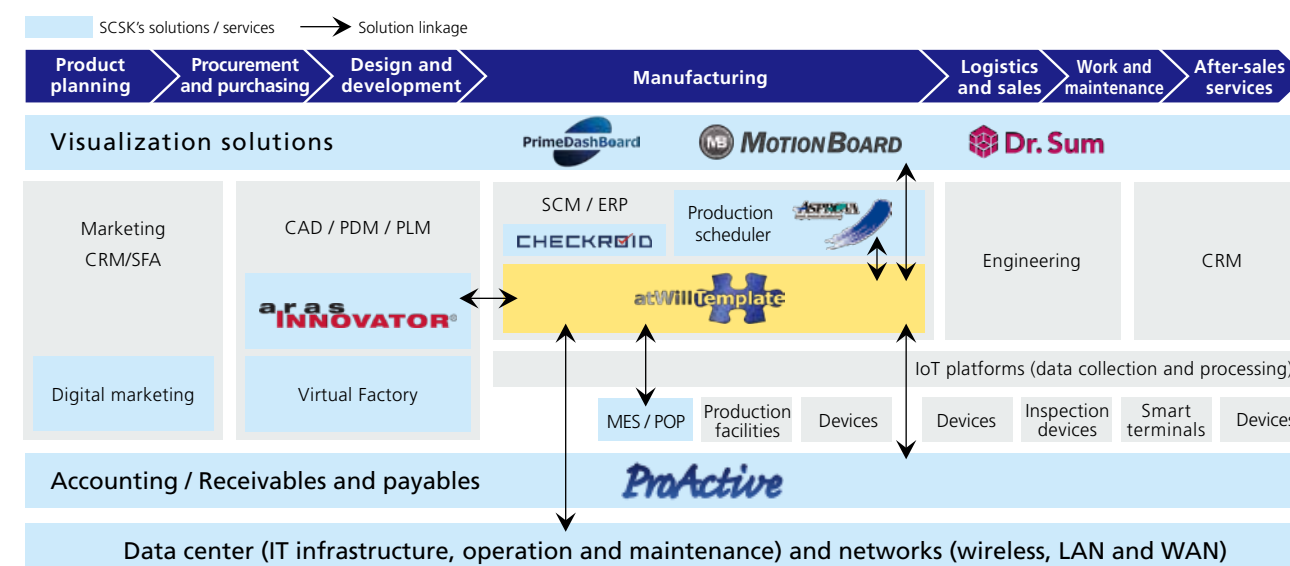 SCSK's solutions / services
Solution linkage
Product
planning
Procurement
and purchasing
Design and
development
Manufacturing
Logistics
and sales
Work and
maintenance
After-sales
services
Visualization solutions
PrimeDashBoard
MB MOTIONBOARD
Dr. Sum
Marketing
CRM/SFA
Digital marketing
CAD / PDM / PLM
aras
INNOVATOR®
Virtual Factory
SCM / ERP
CHECKROID
Production
scheduler
ASPROVA
atWill Template
Engineering
CRM
IoT platforms (data collection and processing)
MES / POP
Production
facilities
Devices
Devices
Inspection
devices
Smart
terminals
Devices
Accounting / Receivables and payables
ProActive
Data center (IT infrastructure, operation and maintenance) and networks (wireless, LAN and WAN)